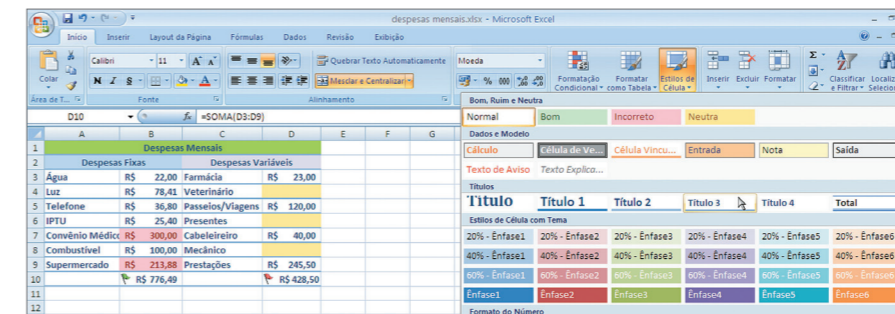 despesas mensais.xlsx - Microsoft Excel
Início Inserir Layout da Página Fórmulas Dados Revisão Exibição
Calibri 11 A A Quebrar Texto Automaticamente Moeda
Colar N I S A Mesclar e Centralizar % 000 Formatação Condicional Formatar como Tabela Estilos de Célula Inserir Excluir Formatar Classificar e Filtrar Localiz Selecion
Área de T... Fonte Alinhamento
D10 fx =SOMA(D3:D9)
A B C D E F G
1 Despesas Mensais
2 Despesas Fixas Despesas Variáveis
3 Água R$ 22,00 Farmácia R$ 23,00
4 Luz R$ 78,41 Veterinário
5 Telefone R$ 36,80 Passeios/Viagens R$ 120,00
6 IPTU R$ 25,40 Presentes
7 Convênio Médico R$ 300,00 Cabeleireiro R$ 40,00
8 Combustível R$ 100,00 Mecânico
9 Supermercado R$ 213,88 Prestações R$ 245,50
10 R$ 776,49 R$ 428,50
11
12
Bom, Ruim e Neutra
Normal Bom Incorreto Neutra
Dados e Modelo
Cálculo Célula de Ve... Célula Vincu... Entrada Nota Saída
Texto de Aviso Texto Explica...
Títulos
Título Título 1 Título 2 Título 3 Título 4 Total
Estilos de Célula com Tema
20% - Ênfase1 20% - Ênfase2 20% - Ênfase3 20% - Ênfase4 20% - Ênfase5 20% - Ênfase6
40% - Ênfase1 40% - Ênfase2 40% - Ênfase3 40% - Ênfase4 40% - Ênfase5 40% - Ênfase6
60% - Ênfase1 60% - Ênfase2 60% - Ênfase3 60% - Ênfase4 60% - Ênfase5 60% - Ênfase6
Ênfase1 Ênfase2 Ênfase3 Ênfase4 Ênfase5 Ênfase6
Formato do Número